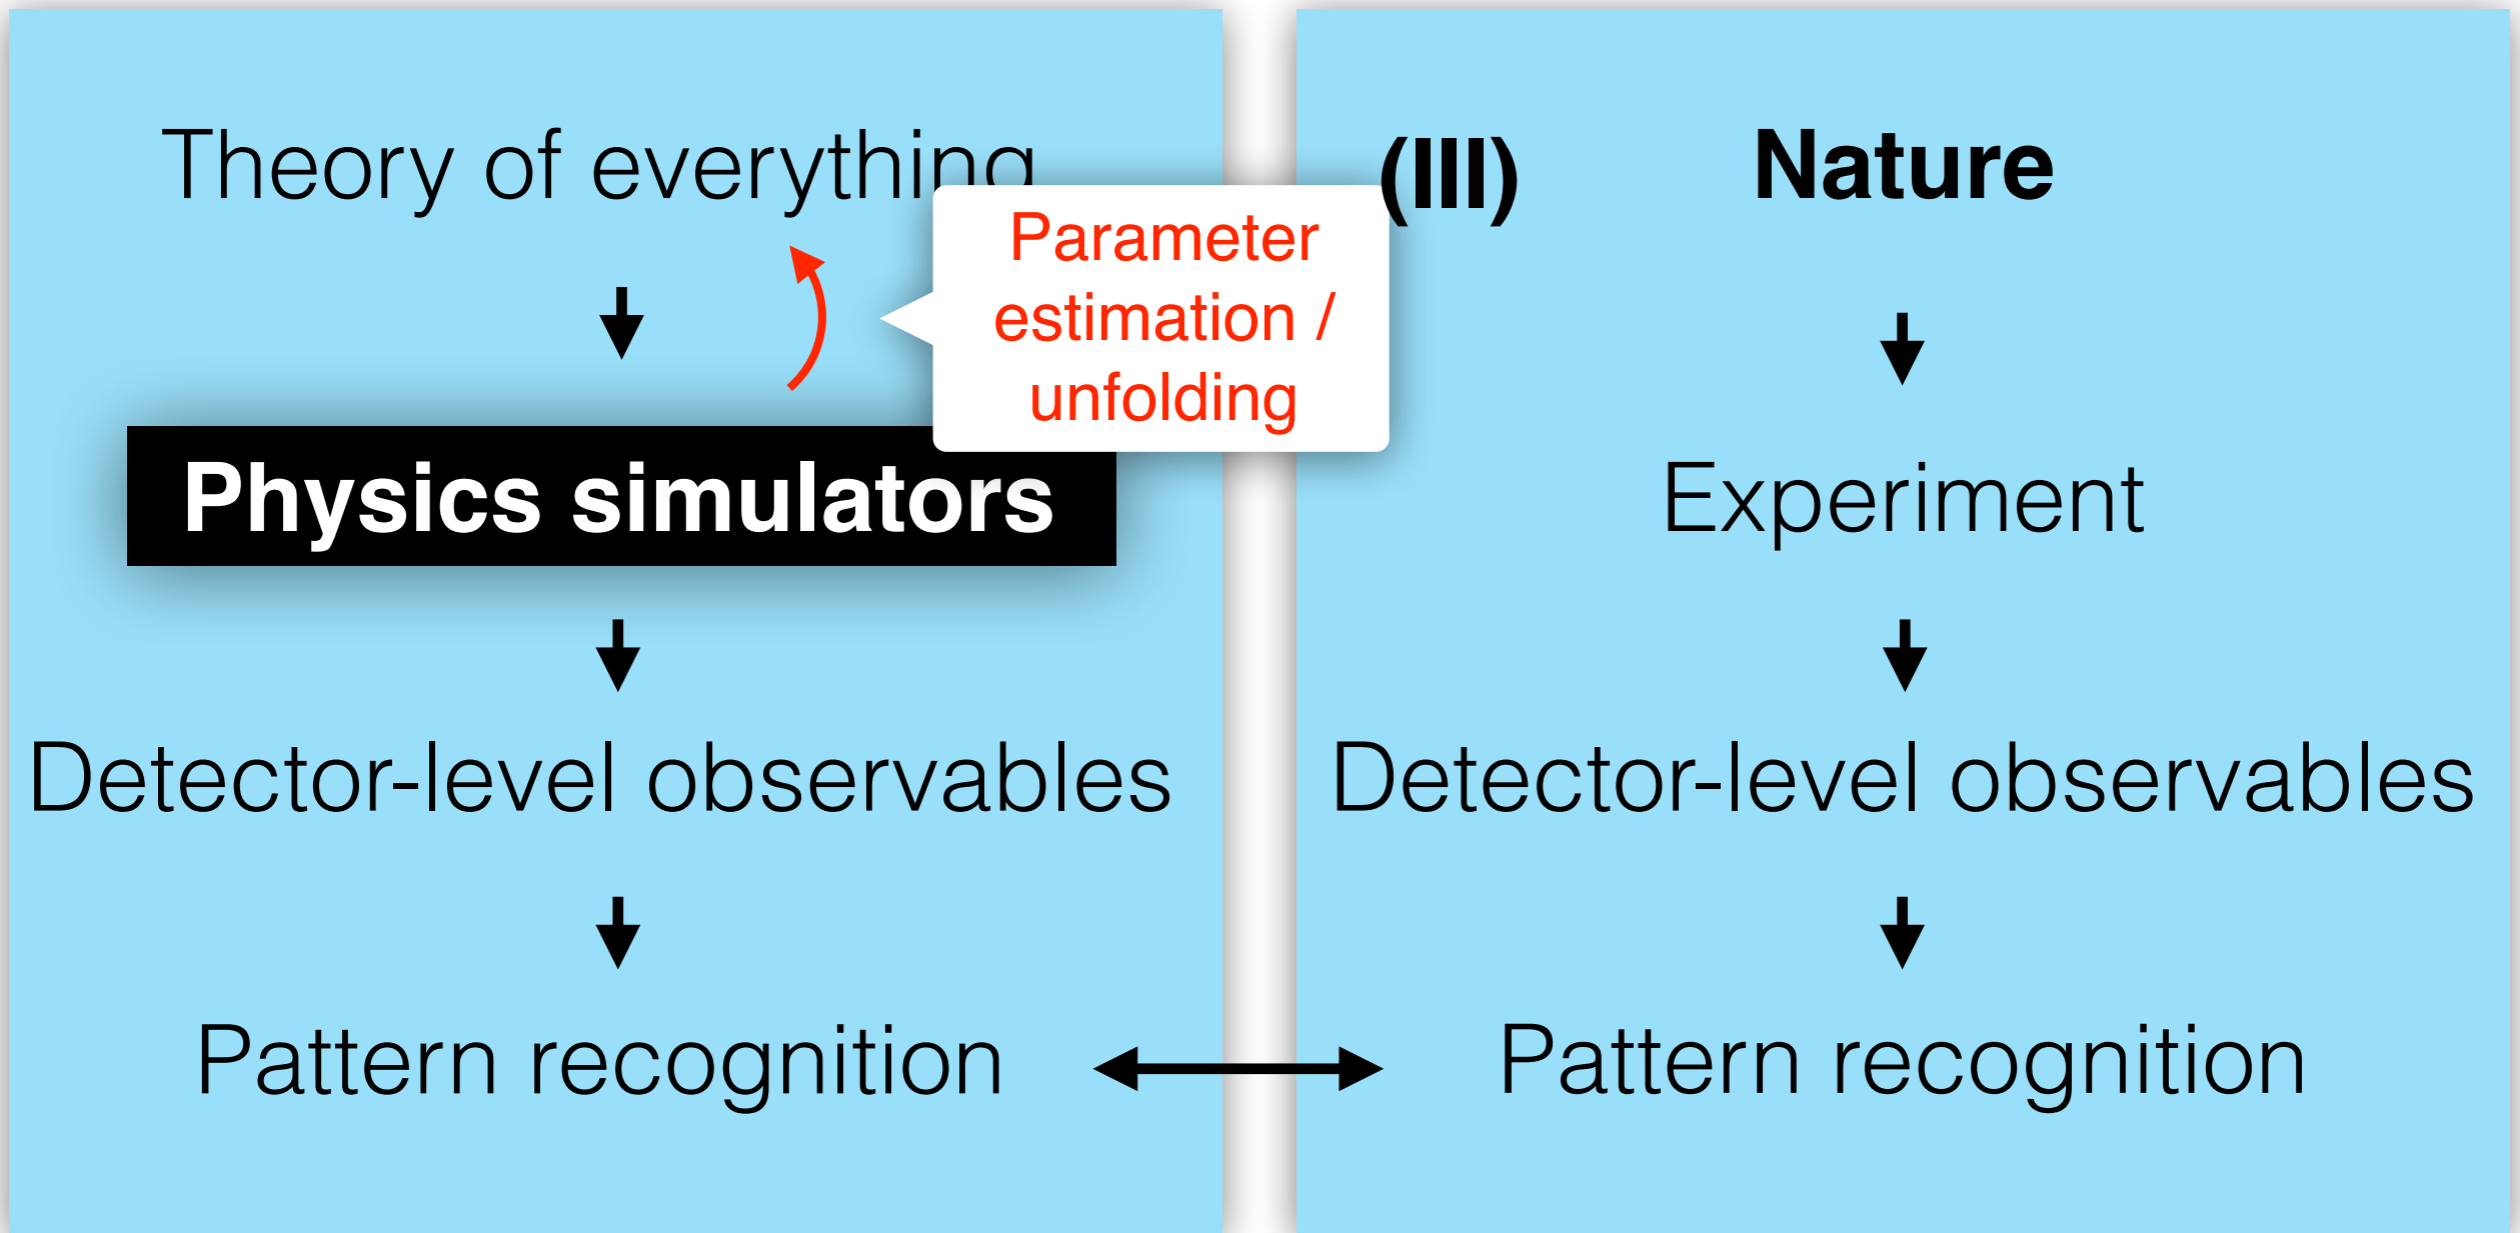 Theory of everything
Parameter
estimation /
unfolding
Physics simulators
Detector-level observables
Pattern recognition
(III)
Nature
Experiment
Detector-level observables
Pattern recognition